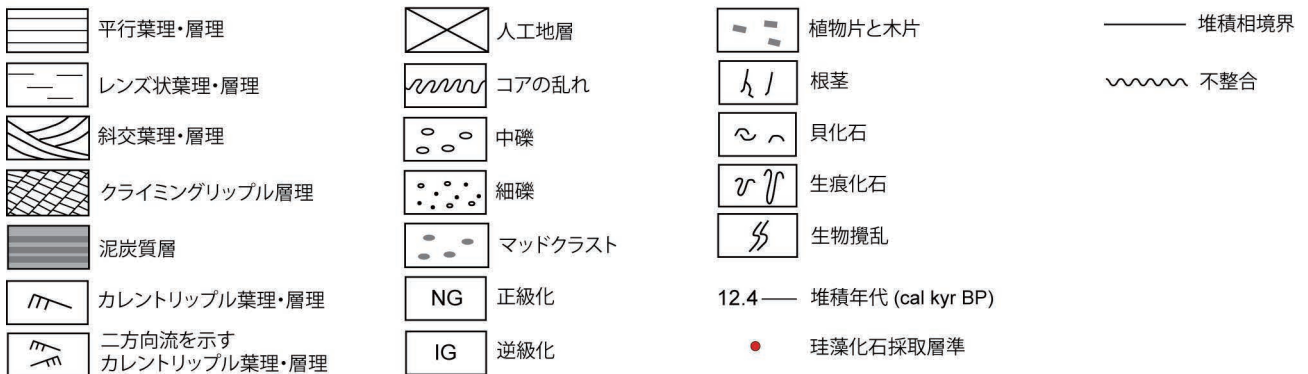 平行葉理・層理
レンズ状葉理・層理
斜交葉理・層理
クライミングリップル層理
泥炭質層
カレントリップル葉理・層理
二方向流を示す
カレントリップル葉理・層理
人工地層
コアの乱れ
中礫
細礫
マッドクラスト
NG 正級化
IG 逆級化
植物片と木片
根茎
貝化石
生痕化石
生物攪乱
12.4 堆積年代 (cal kyr BP)
珪藻化石採取層準
堆積相境界
不整合